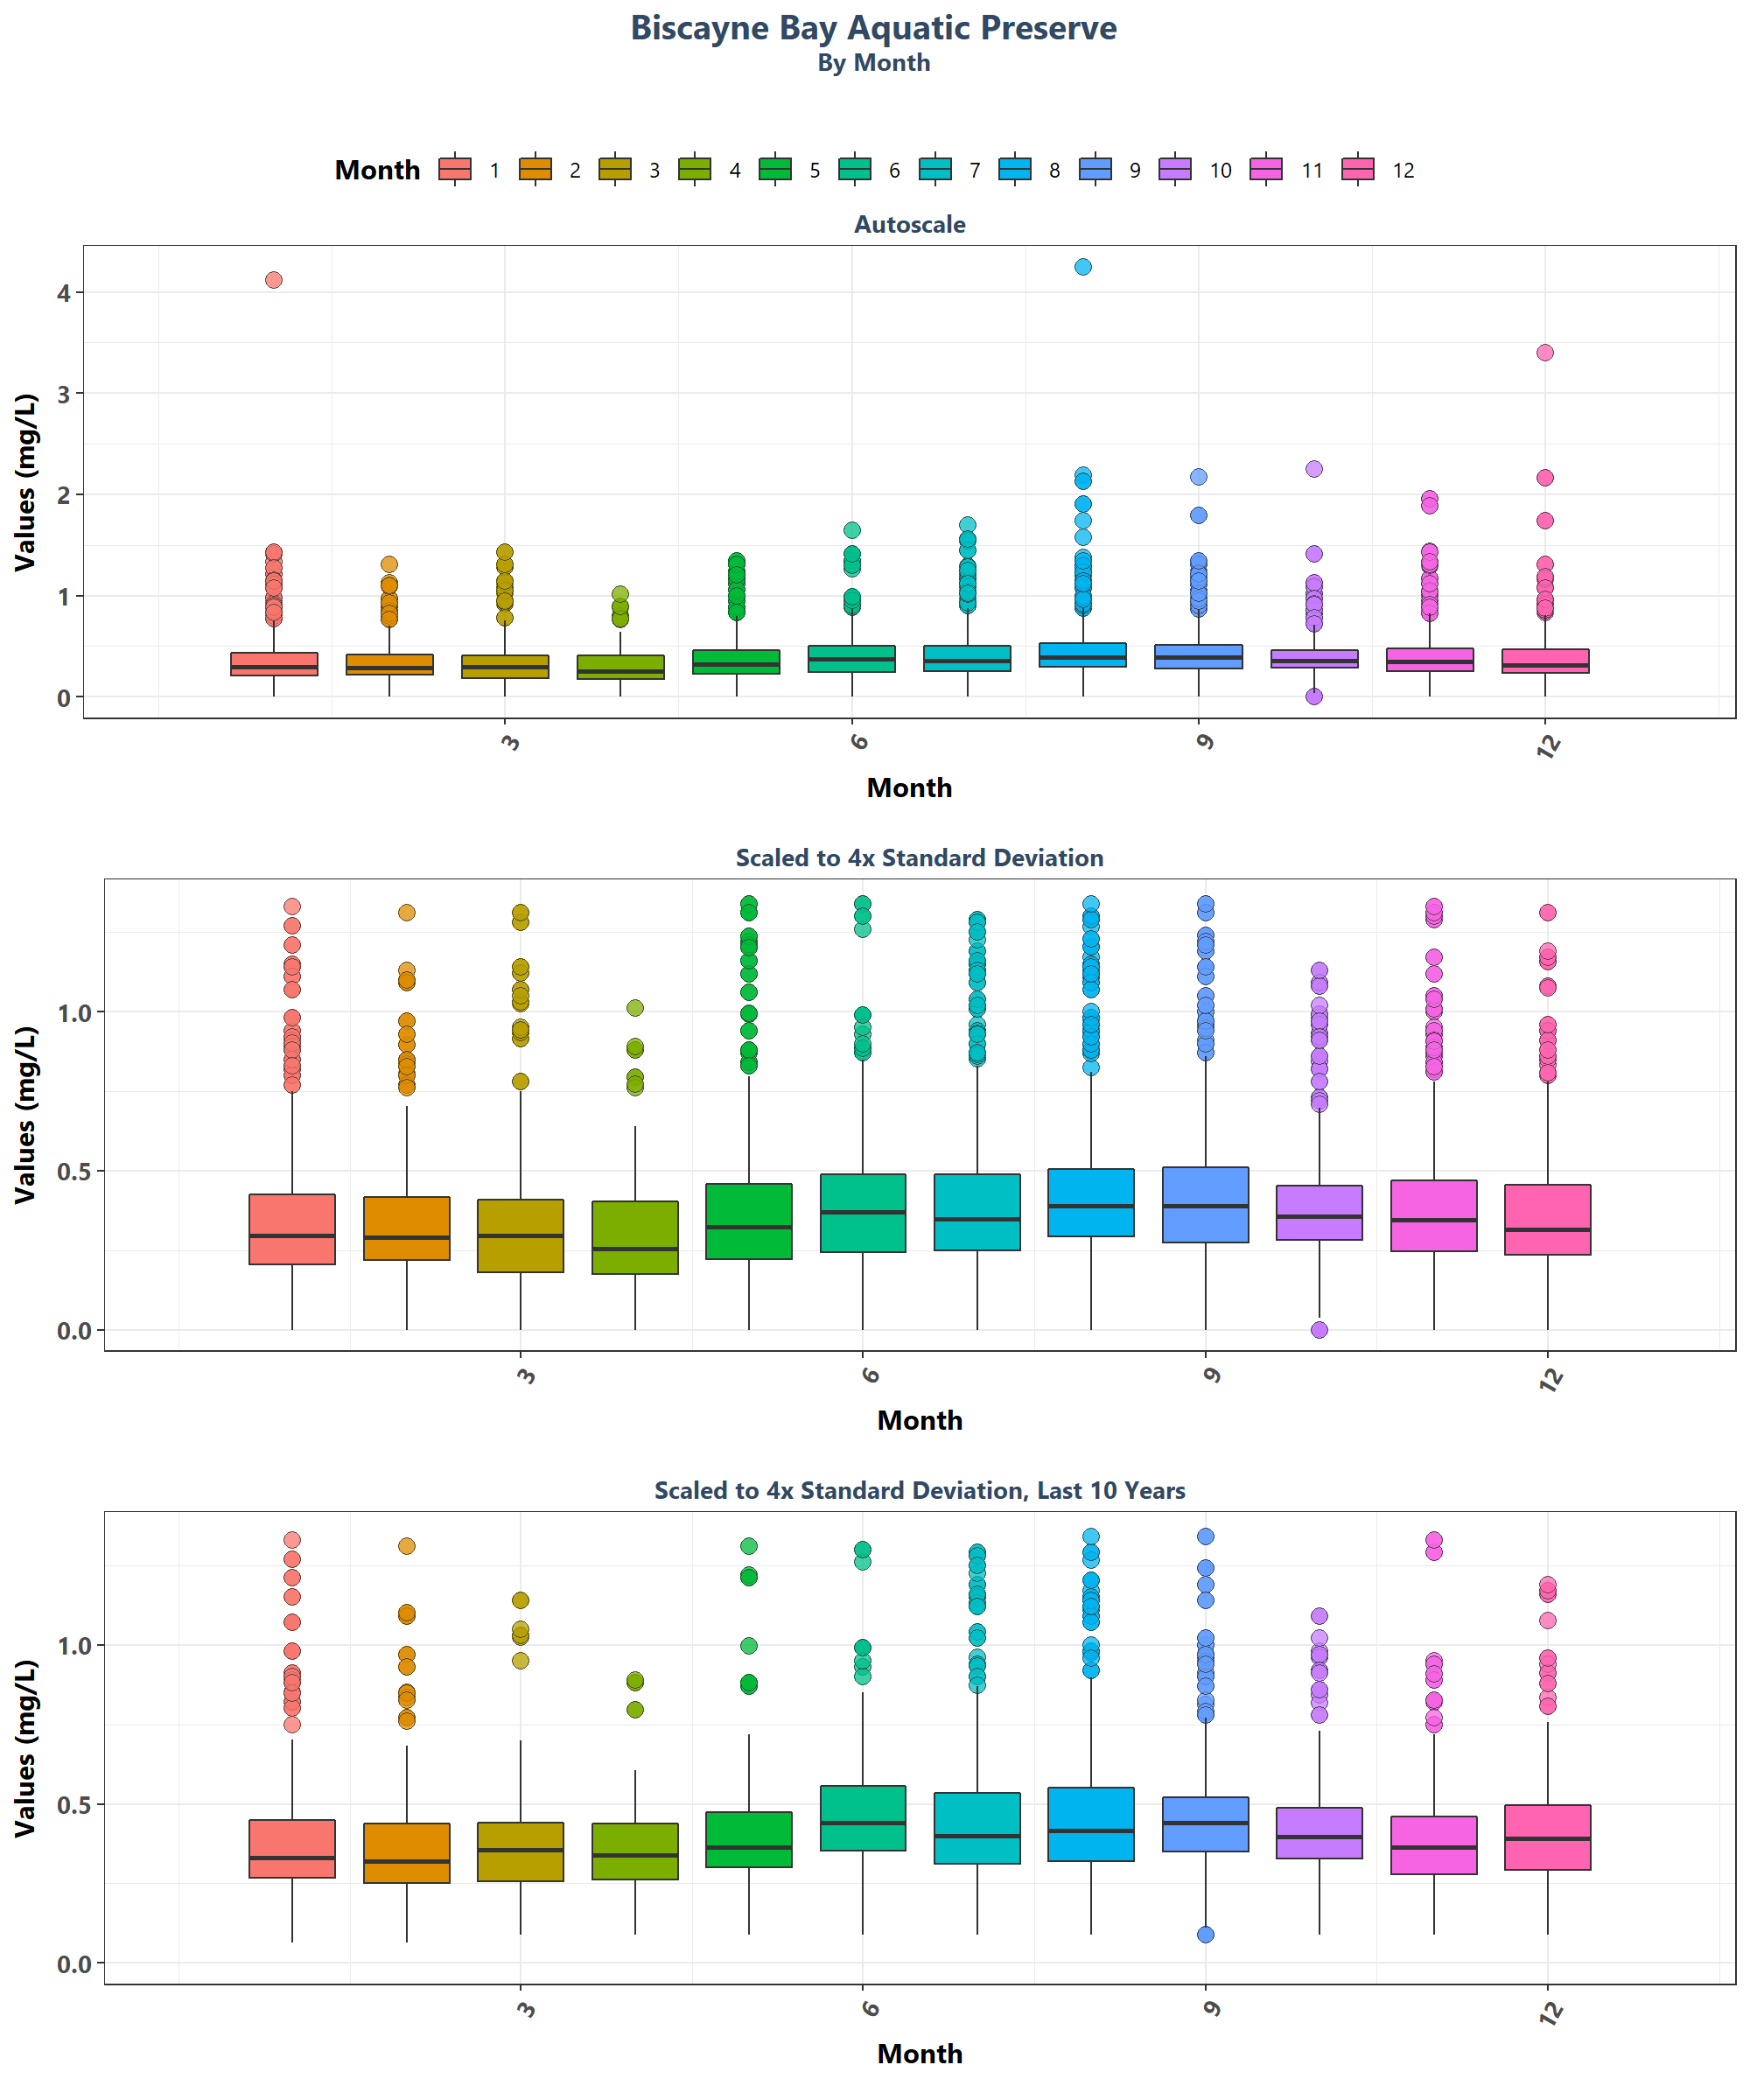 Biscayne Bay Aquatic Preserve
By Month
Month 1 2 3 4 5 6 7 8 9 10 11 12
Autoscale
Values (mg/L)
4
3
2
1
0
3 6 9 12
Month
Scaled to 4x Standard Deviation
Values (mg/L)
1.0
0.5
0.0
3 6 9 12
Month
Scaled to 4x Standard Deviation, Last 10 Years
Values (mg/L)
1.0
0.5
0.0
3 6 9 12
Month